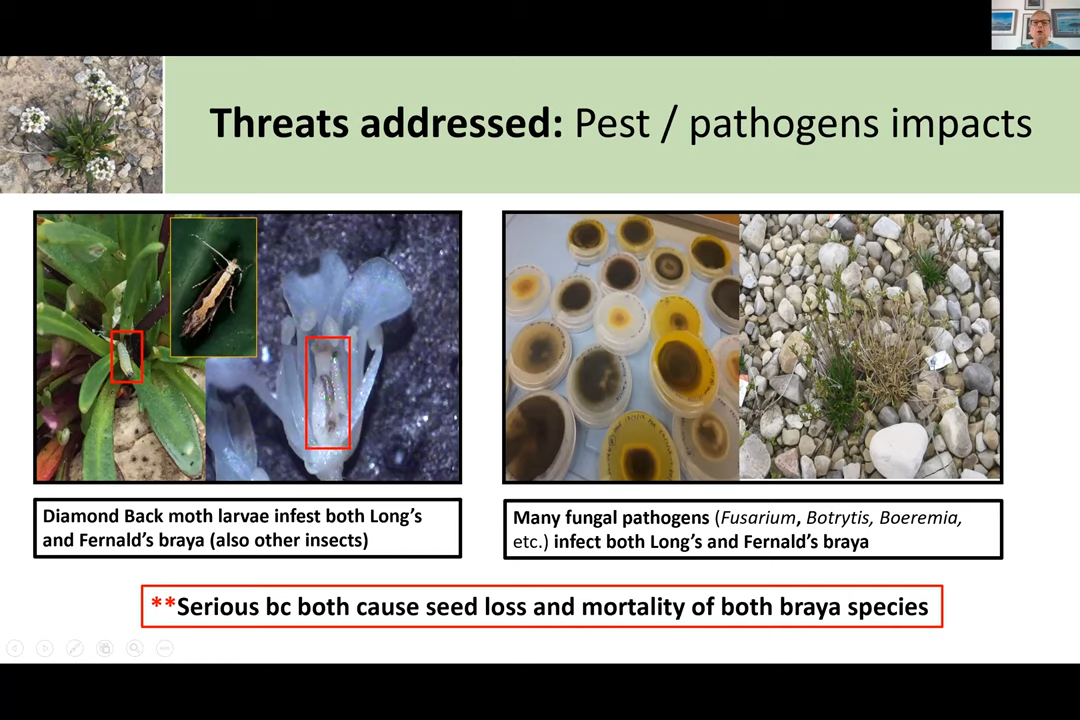 Threats addressed: Pest / pathogens impacts
Diamond Back moth larvae infest both Long's
and Fernald's braya (also other insects)
Many fungal pathogens (Fusarium, Botrytis, Boeremia,
etc.) infect both Long's and Fernald's braya
**Serious bc both cause seed loss and mortality of both braya species